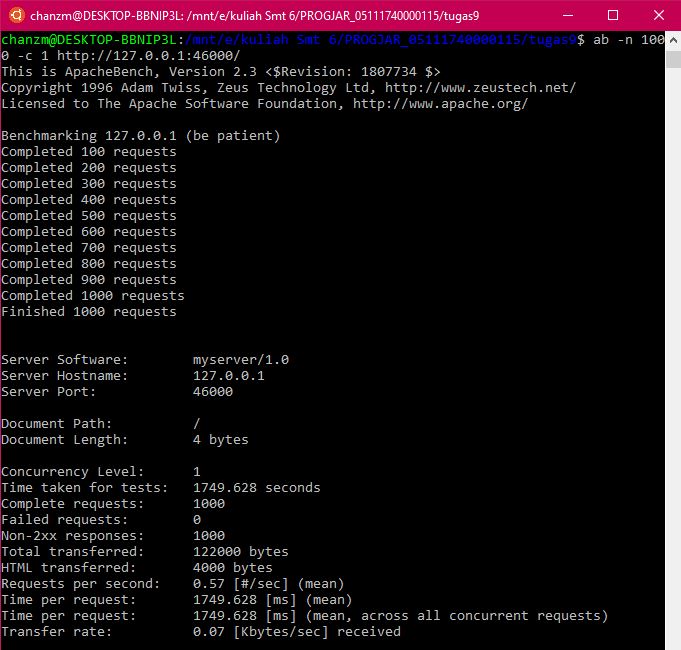 chanzm@DESKTOP-BBNIP3L: /mnt/e/kuliah Smt 6/PROGJAR_05111740000115/tugas9
chanzm@DESKTOP-BBNIP3L:/mnt/e/kuliah Smt 6/PROGJAR_05111740000115/tugas9$ ab -n 100
0 -c 1 http://127.0.0.1:46000/
This is ApacheBench, Version 2.3 <$Revision: 1807734 $>
Copyright 1996 Adam Twiss, Zeus Technology Ltd, http://www.zeustech.net/
Licensed to The Apache Software Foundation, http://www.apache.org/

Benchmarking 127.0.0.1 (be patient)
Completed 100 requests
Completed 200 requests
Completed 300 requests
Completed 400 requests
Completed 500 requests
Completed 600 requests
Completed 700 requests
Completed 800 requests
Completed 900 requests
Completed 1000 requests
Finished 1000 requests


Server Software:        myserver/1.0
Server Hostname:        127.0.0.1
Server Port:            46000

Document Path:          /
Document Length:        4 bytes

Concurrency Level:      1
Time taken for tests:   1749.628 seconds
Complete requests:      1000
Failed requests:        0
Non-2xx responses:      1000
Total transferred:      122000 bytes
HTML transferred:       4000 bytes
Requests per second:    0.57 [#/sec] (mean)
Time per request:       1749.628 [ms] (mean)
Time per request:       1749.628 [ms] (mean, across all concurrent requests)
Transfer rate:          0.07 [Kbytes/sec] received